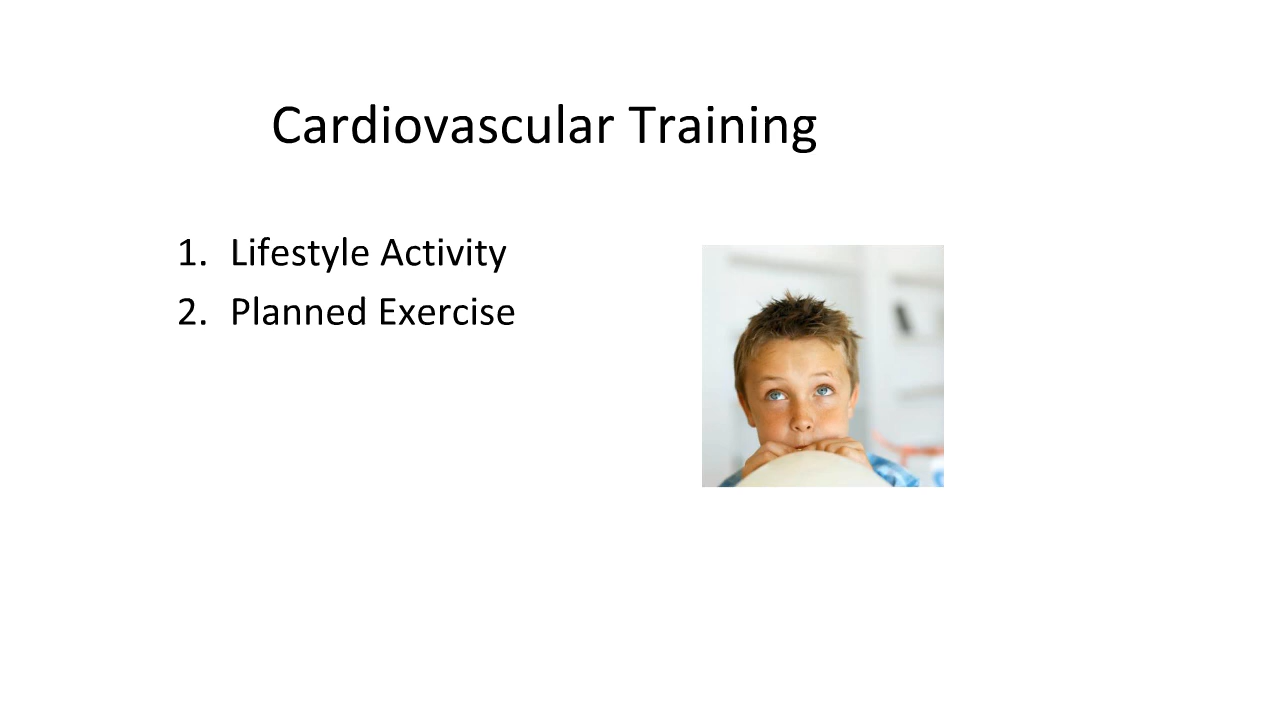 Cardiovascular Training
1. Lifestyle Activity
2. Planned Exercise